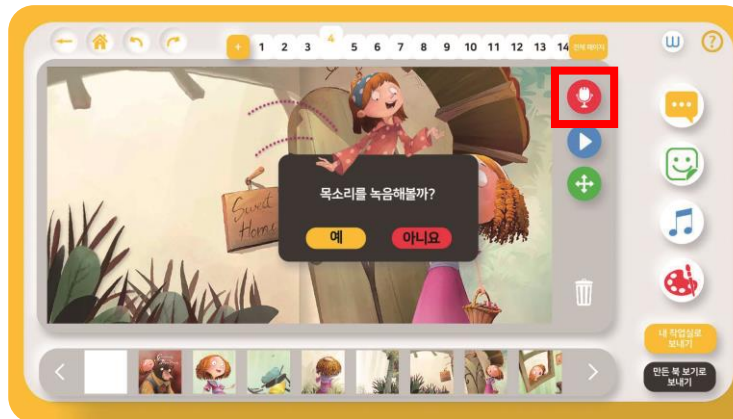 + 1 2 3 4 5 6 7 8 9 10 11 12 13 14 전체 페이지
W ?
Sweet
Home
목소리를 녹음해볼까?
예 아니요
내 작업실로
보내기
만든 북 보기로
보내기